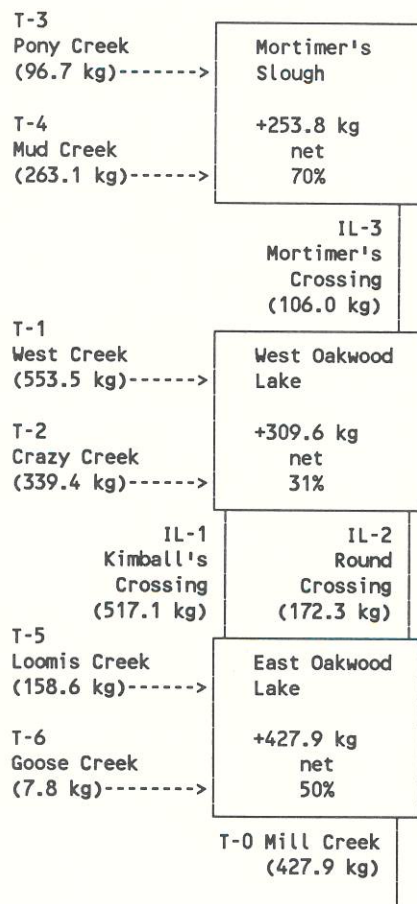 T-3
Pony Creek
(96.7 kg)------->
Mortimer's
Slough
T-4
Mud Creek
(263.1 kg)------>
+253.8 kg
net
70%
IL-3
Mortimer's
Crossing
(106.0 kg)
T-1
West Creek
(553.5 kg)------>
West Oakwood
Lake
T-2
Crazy Creek
(339.4 kg)------>
+309.6 kg
net
31%
IL-1
Kimball's
Crossing
(517.1 kg)
IL-2
Round
Crossing
(172.3 kg)
T-5
Loomis Creek
(158.6 kg)------>
East Oakwood
Lake
T-6
Goose Creek
(7.8 kg)-------->
+427.9 kg
net
50%
T-O Mill Creek
(427.9 kg)